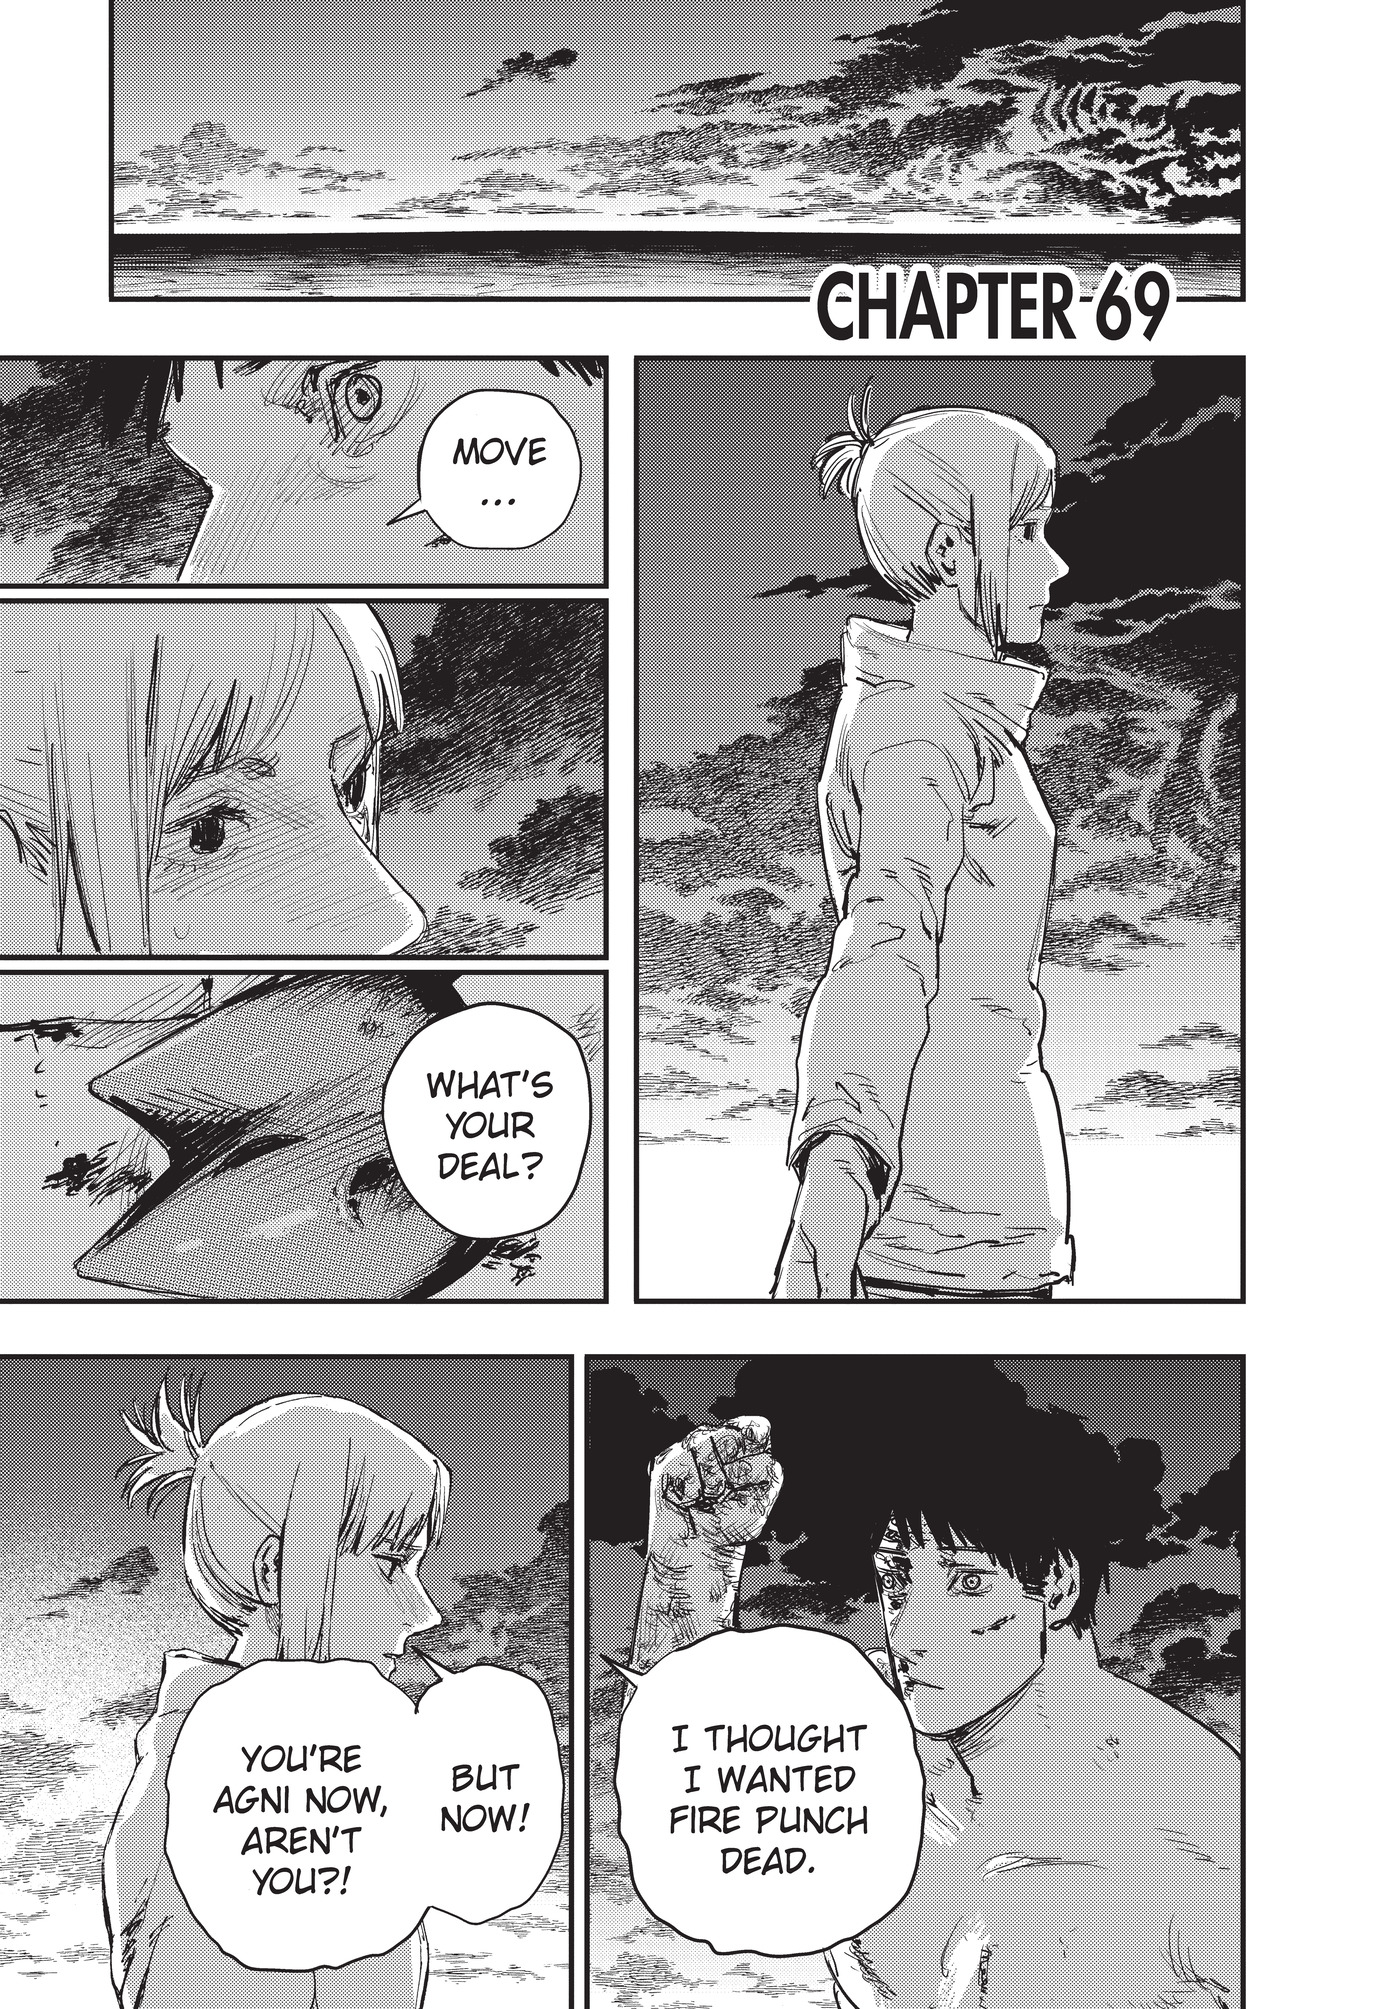 CHAPTER 69
MOVE
...
WHAT'S
YOUR
DEAL?
I THOUGHT
I WANTED
FIRE PUNCH
DEAD.
BUT
NOW!
YOU'RE
AGNI NOW,
AREN'T
YOU?!